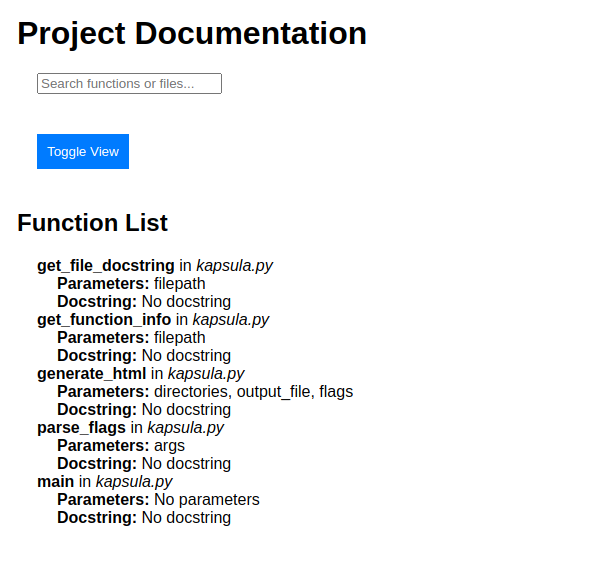 Project Documentation
Search functions or files...
Toggle View
Function List
get_file_docstring in kapsula.py
Parameters: filepath
Docstring: No docstring
get_function_info in kapsula.py
Parameters: filepath
Docstring: No docstring
generate_html in kapsula.py
Parameters: directories, output_file, flags
Docstring: No docstring
parse_flags in kapsula.py
Parameters: args
Docstring: No docstring
main in kapsula.py
Parameters: No parameters
Docstring: No docstring